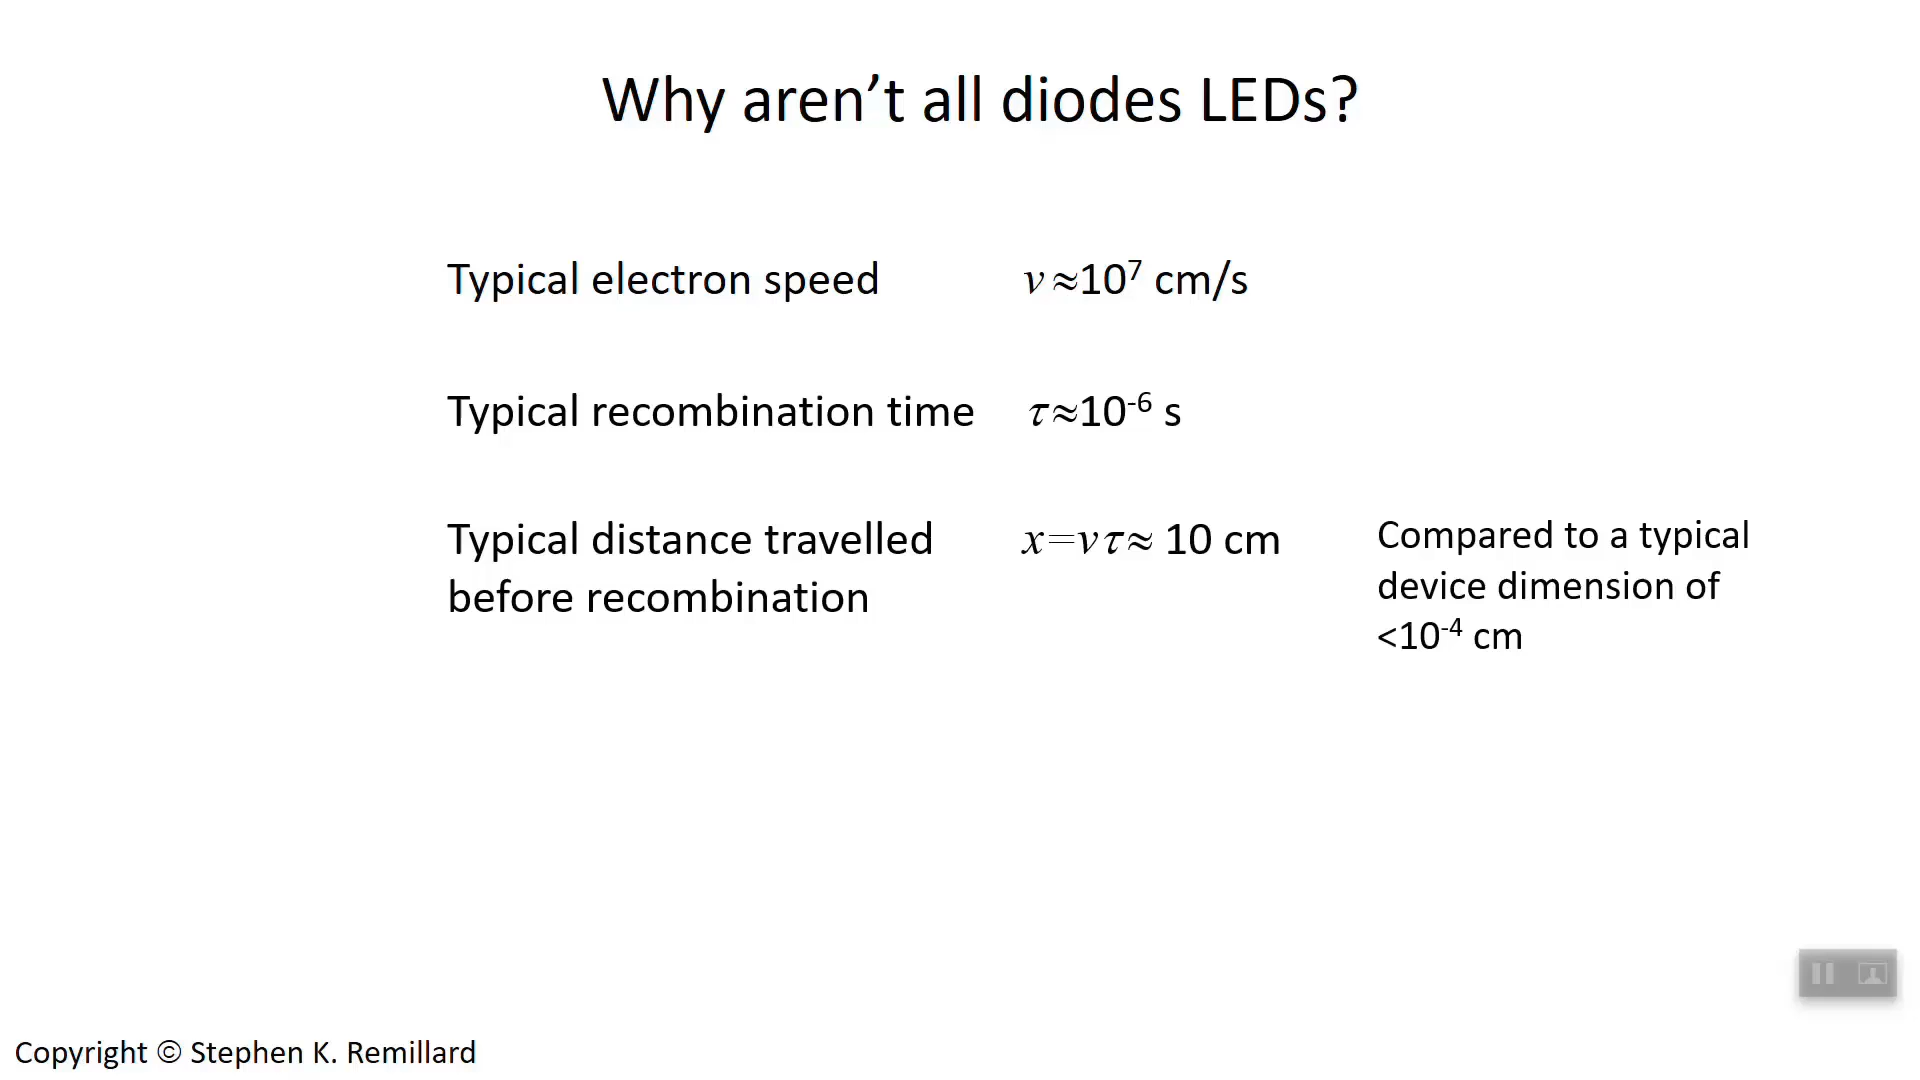 Why aren’t all diodes LEDs?
Typical electron speed v≈10⁷ cm/s
Typical recombination time τ≈10⁻⁶ s
Typical distance travelled x=vτ≈ 10 cm
before recombination
Compared to a typical
device dimension of
<10⁻⁴ cm
Copyright © Stephen K. Remillard